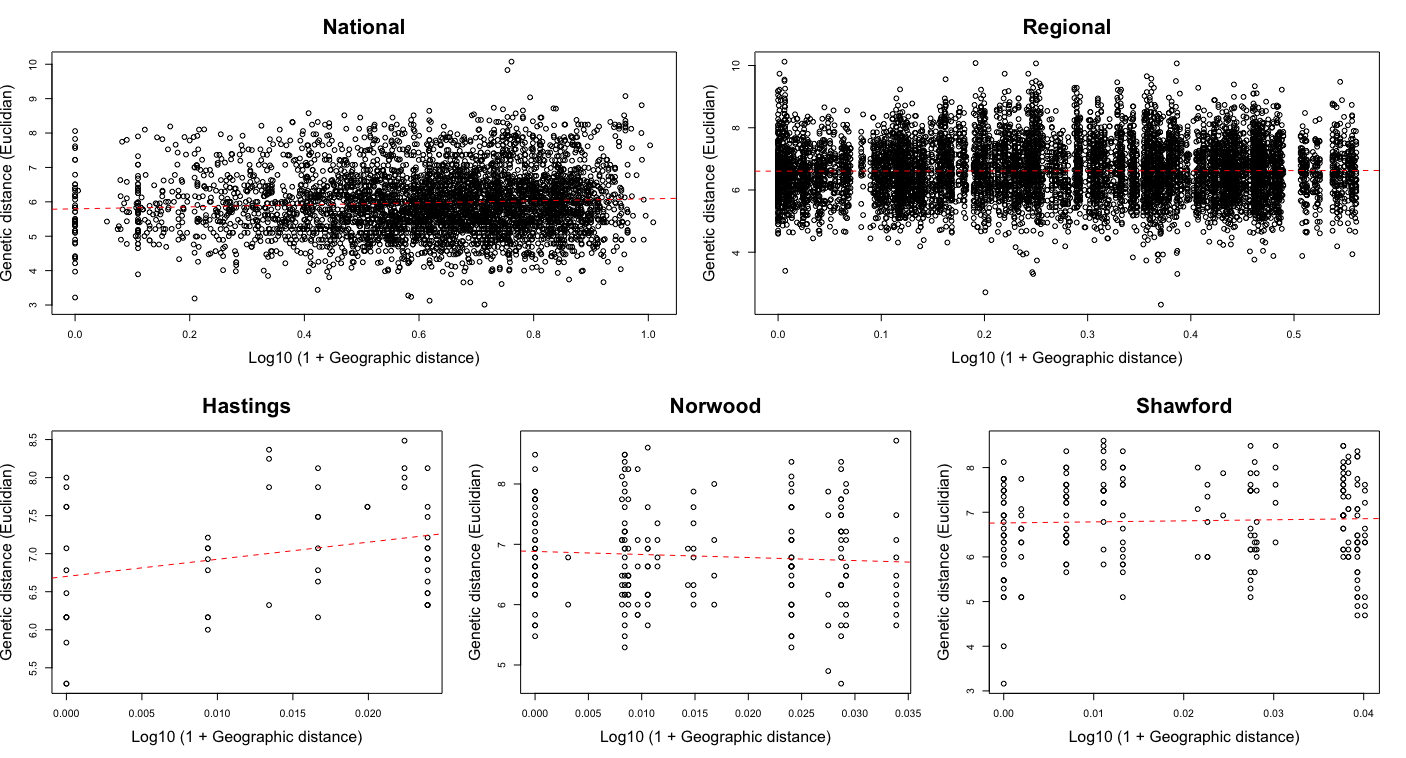 National
Genetic distance (Euclidian)
10
9
8
7
6
5
4
3
0.0 0.2 0.4 0.6 0.8 1.0
Log10 (1 + Geographic distance)
Regional
Genetic distance (Euclidian)
10
8
6
4
0.0 0.1 0.2 0.3 0.4 0.5
Log10 (1 + Geographic distance)
Hastings
Genetic distance (Euclidian)
8.5
8.0
7.5
7.0
6.5
6.0
5.5
0.000 0.005 0.010 0.015 0.020
Log10 (1 + Geographic distance)
Norwood
Genetic distance (Euclidian)
8
7
6
5
0.000 0.005 0.010 0.015 0.020 0.025 0.030 0.035
Log10 (1 + Geographic distance)
Shawford
Genetic distance (Euclidian)
8
7
6
5
4
3
0.00 0.01 0.02 0.03 0.04
Log10 (1 + Geographic distance)